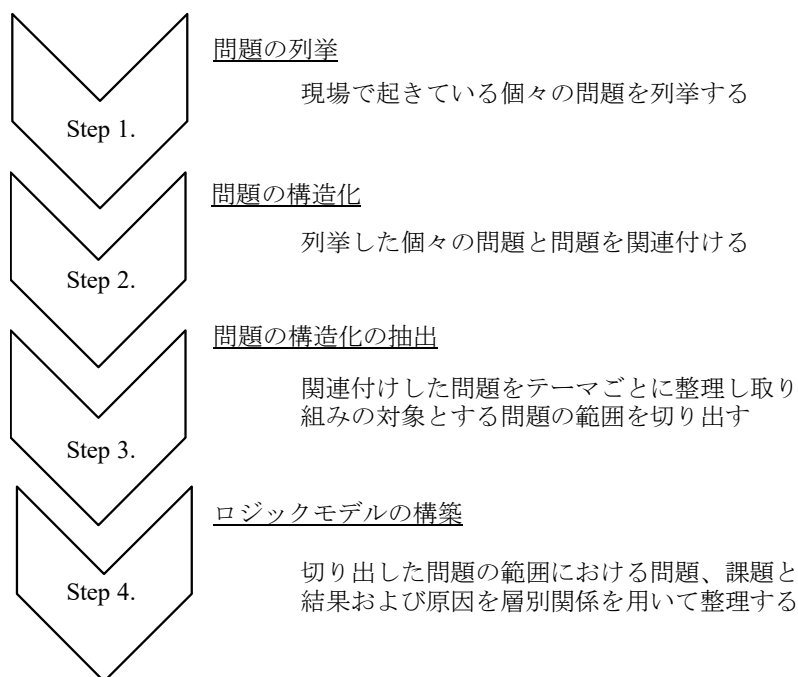 問題の列挙
現場で起きている個々の問題を列挙する
Step 1.
問題の構造化
列挙した個々の問題と問題を関連付ける
Step 2.
問題の構造化の抽出
関連付けした問題をテーマごとに整理し取り
組みの対象とする問題の範囲を切り出す
Step 3.
ロジックモデルの構築
切り出した問題の範囲における問題、課題と
結果および原因を層別関係を用いて整理する
Step 4.